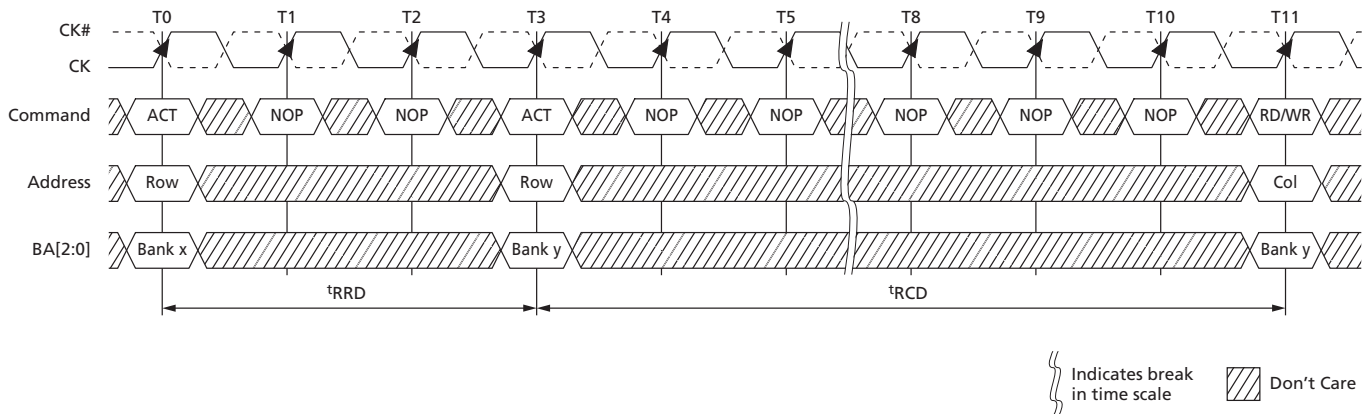 T0 T1 T2 T3 T4 T5 T8 T9 T10 T11
CK#
CK
Command ACT NOP NOP ACT NOP NOP NOP NOP NOP RD/WR
Address Row Row Col
BA[2:0] Bank x Bank y Bank y
tRRD tRCD
Indicates break
in time scale
Don't Care